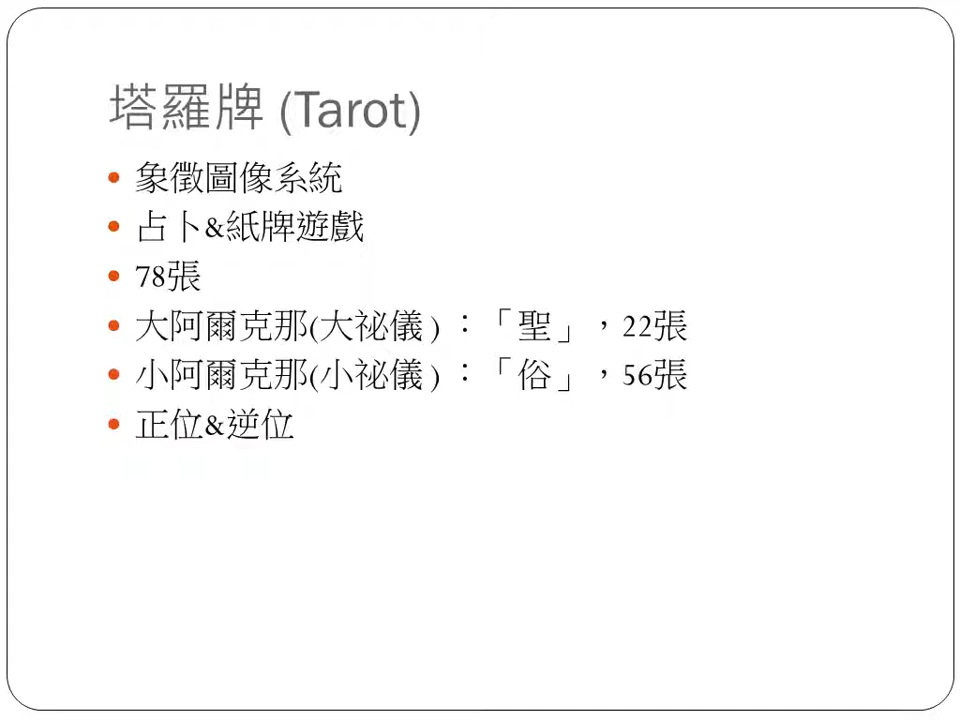 塔羅牌 (Tarot)
• 象徵圖像系統
• 占卜&紙牌遊戲
• 78張
• 大阿爾克那(大祕儀)：「聖」，22張
• 小阿爾克那(小祕儀)：「俗」，56張
• 正位&逆位